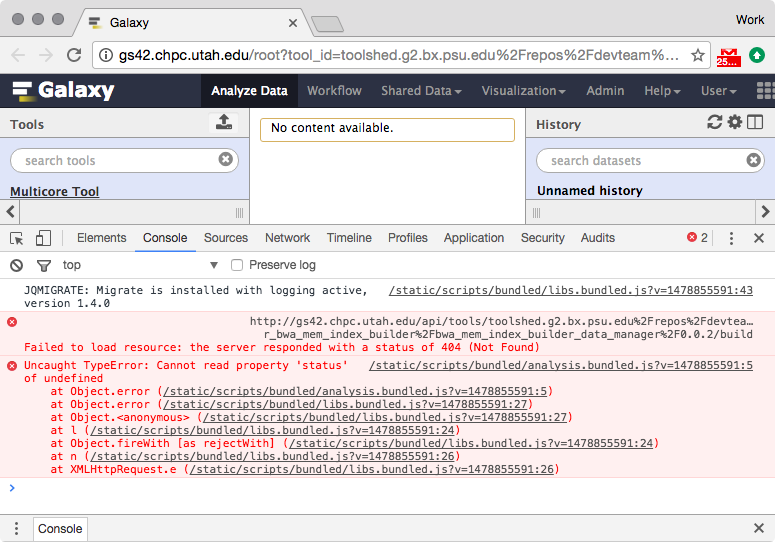 Galaxy
Work
gs42.chpc.utah.edu/root?tool_id=toolshed.g2.bx.psu.edu%2Frepos%2Fdevteam%...
25...
Galaxy Analyze Data Workflow Shared Data Visualization Admin Help User
Tools
No content available.
History
search tools
search datasets
Multicore Tool
Unnamed history
Elements Console Sources Network Timeline Profiles Application Security Audits 2
top Preserve log
JQMIGRATE: Migrate is installed with logging active, /static/scripts/bundled/libs.bundled.js?v=1478855591:43
version 1.4.0
http://gs42.chpc.utah.edu/api/tools/toolshed.g2.bx.psu.edu%2Frepos%2Fdevtea…
r_bwa_mem_index_builder%2Fbwa_mem_index_builder_data_manager%2F0.0.2/build
Failed to load resource: the server responded with a status of 404 (Not Found)
Uncaught TypeError: Cannot read property 'status' /static/scripts/bundled/analysis.bundled.js?v=1478855591:5
of undefined
at Object.error (/static/scripts/bundled/analysis.bundled.js?v=1478855591:5)
at Object.error (/static/scripts/bundled/libs.bundled.js?v=1478855591:27)
at Object.<anonymous> (/static/scripts/bundled/libs.bundled.js?v=1478855591:27)
at l (/static/scripts/bundled/libs.bundled.js?v=1478855591:24)
at Object.fireWith [as rejectWith] (/static/scripts/bundled/libs.bundled.js?v=1478855591:24)
at n (/static/scripts/bundled/libs.bundled.js?v=1478855591:26)
at XMLHttpRequest.e (/static/scripts/bundled/libs.bundled.js?v=1478855591:26)
Console